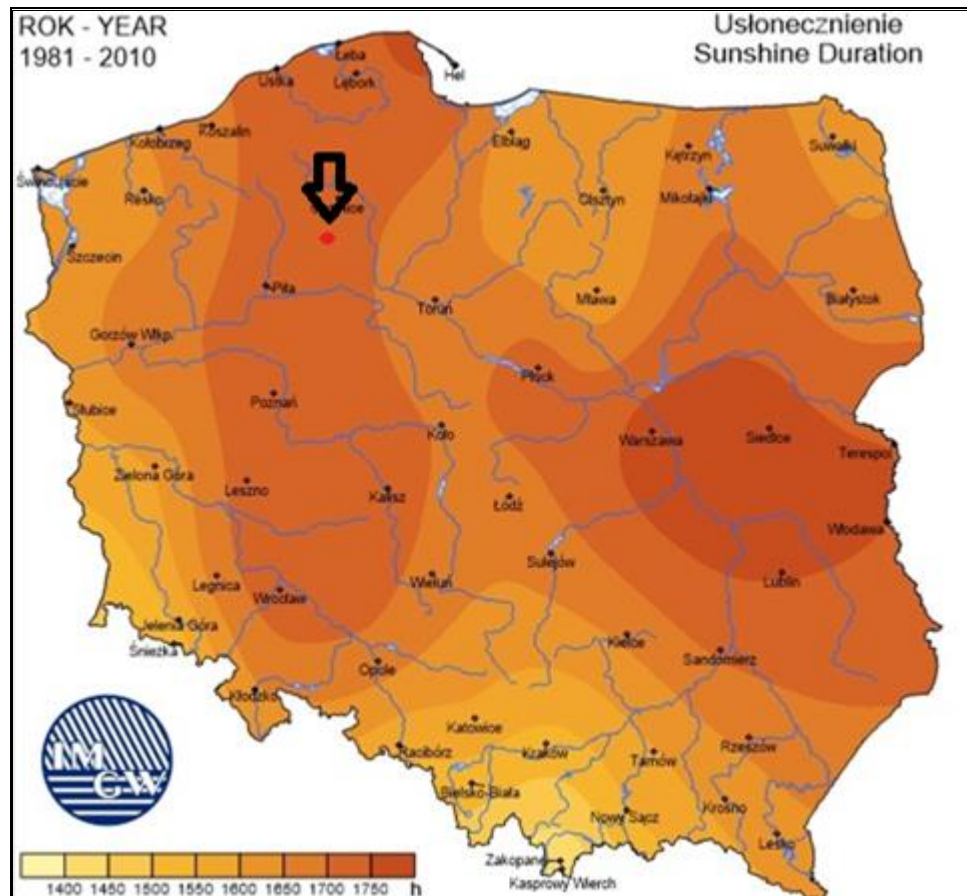 ROK - YEAR
1981 - 2010
Usłonecznienie
Sunshine Duration
Łeba
Hel
Ustka
Lębork
Koszalin
Kołobrzeg
Elbląg
Kętrzyn
Suwałki
Świnoujście
Resko
Olsztyn
Mikołajki
Szczecin
Piła
Toruń
Mława
Białystok
Gorzów Wlkp.
Płock
Słubice
Poznań
Koło
Warszawa
Siedlce
Terespol
Zielona Góra
Leszno
Kalisz
Łódź
Włodawa
Sulejów
Legnica
Wrocław
Wieluń
Lublin
Jelenia Góra
Śnieżka
Kielce
Sandomierz
Opole
Kłodzko
Katowice
Racibórz
Kraków
Tarnów
Rzeszów
Bielsko-Biała
Nowy Sącz
Krosno
Lesko
Zakopane
Kasprowy Wierch
IM
GW
1400 1450 1500 1550 1600 1650 1700 1750 h